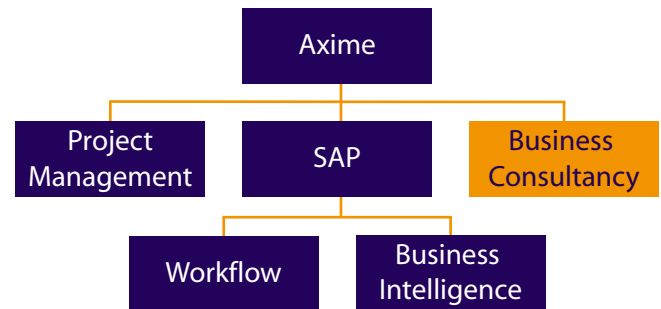 Axime
Project
Management
SAP
Business
Consultancy
Workflow
Business
Intelligence